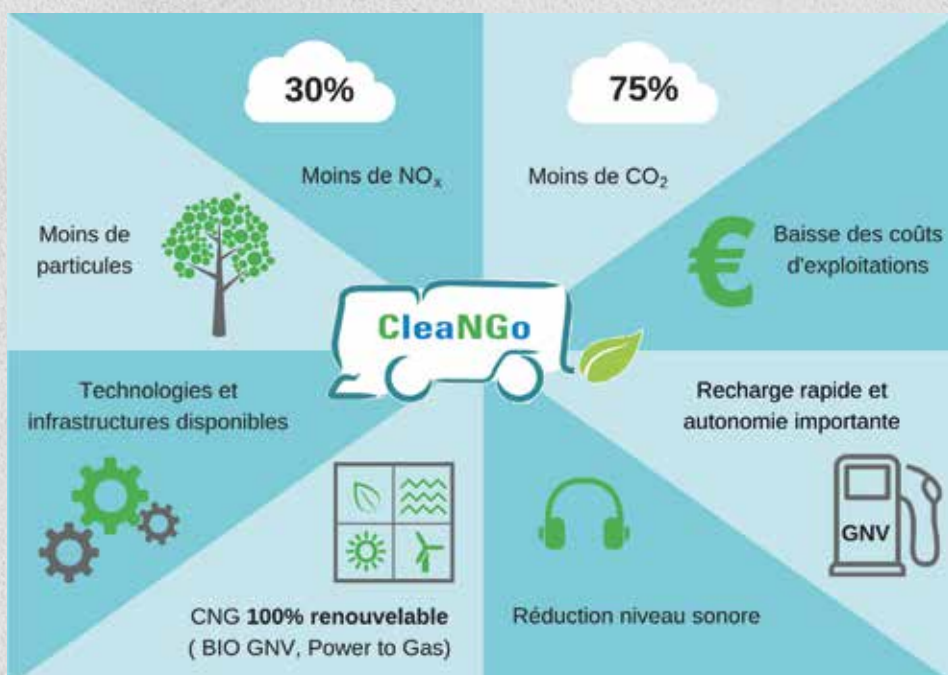 30%
Moins de NOₓ
75%
Moins de CO₂
Moins de
particules
Baisse des coûts
d'exploitations
CleaNGo
Technologies et
infrastructures disponibles
Recharge rapide et
autonomie importante
GNV
CNG 100% renouvelable
( BIO GNV, Power to Gas)
Réduction niveau sonore